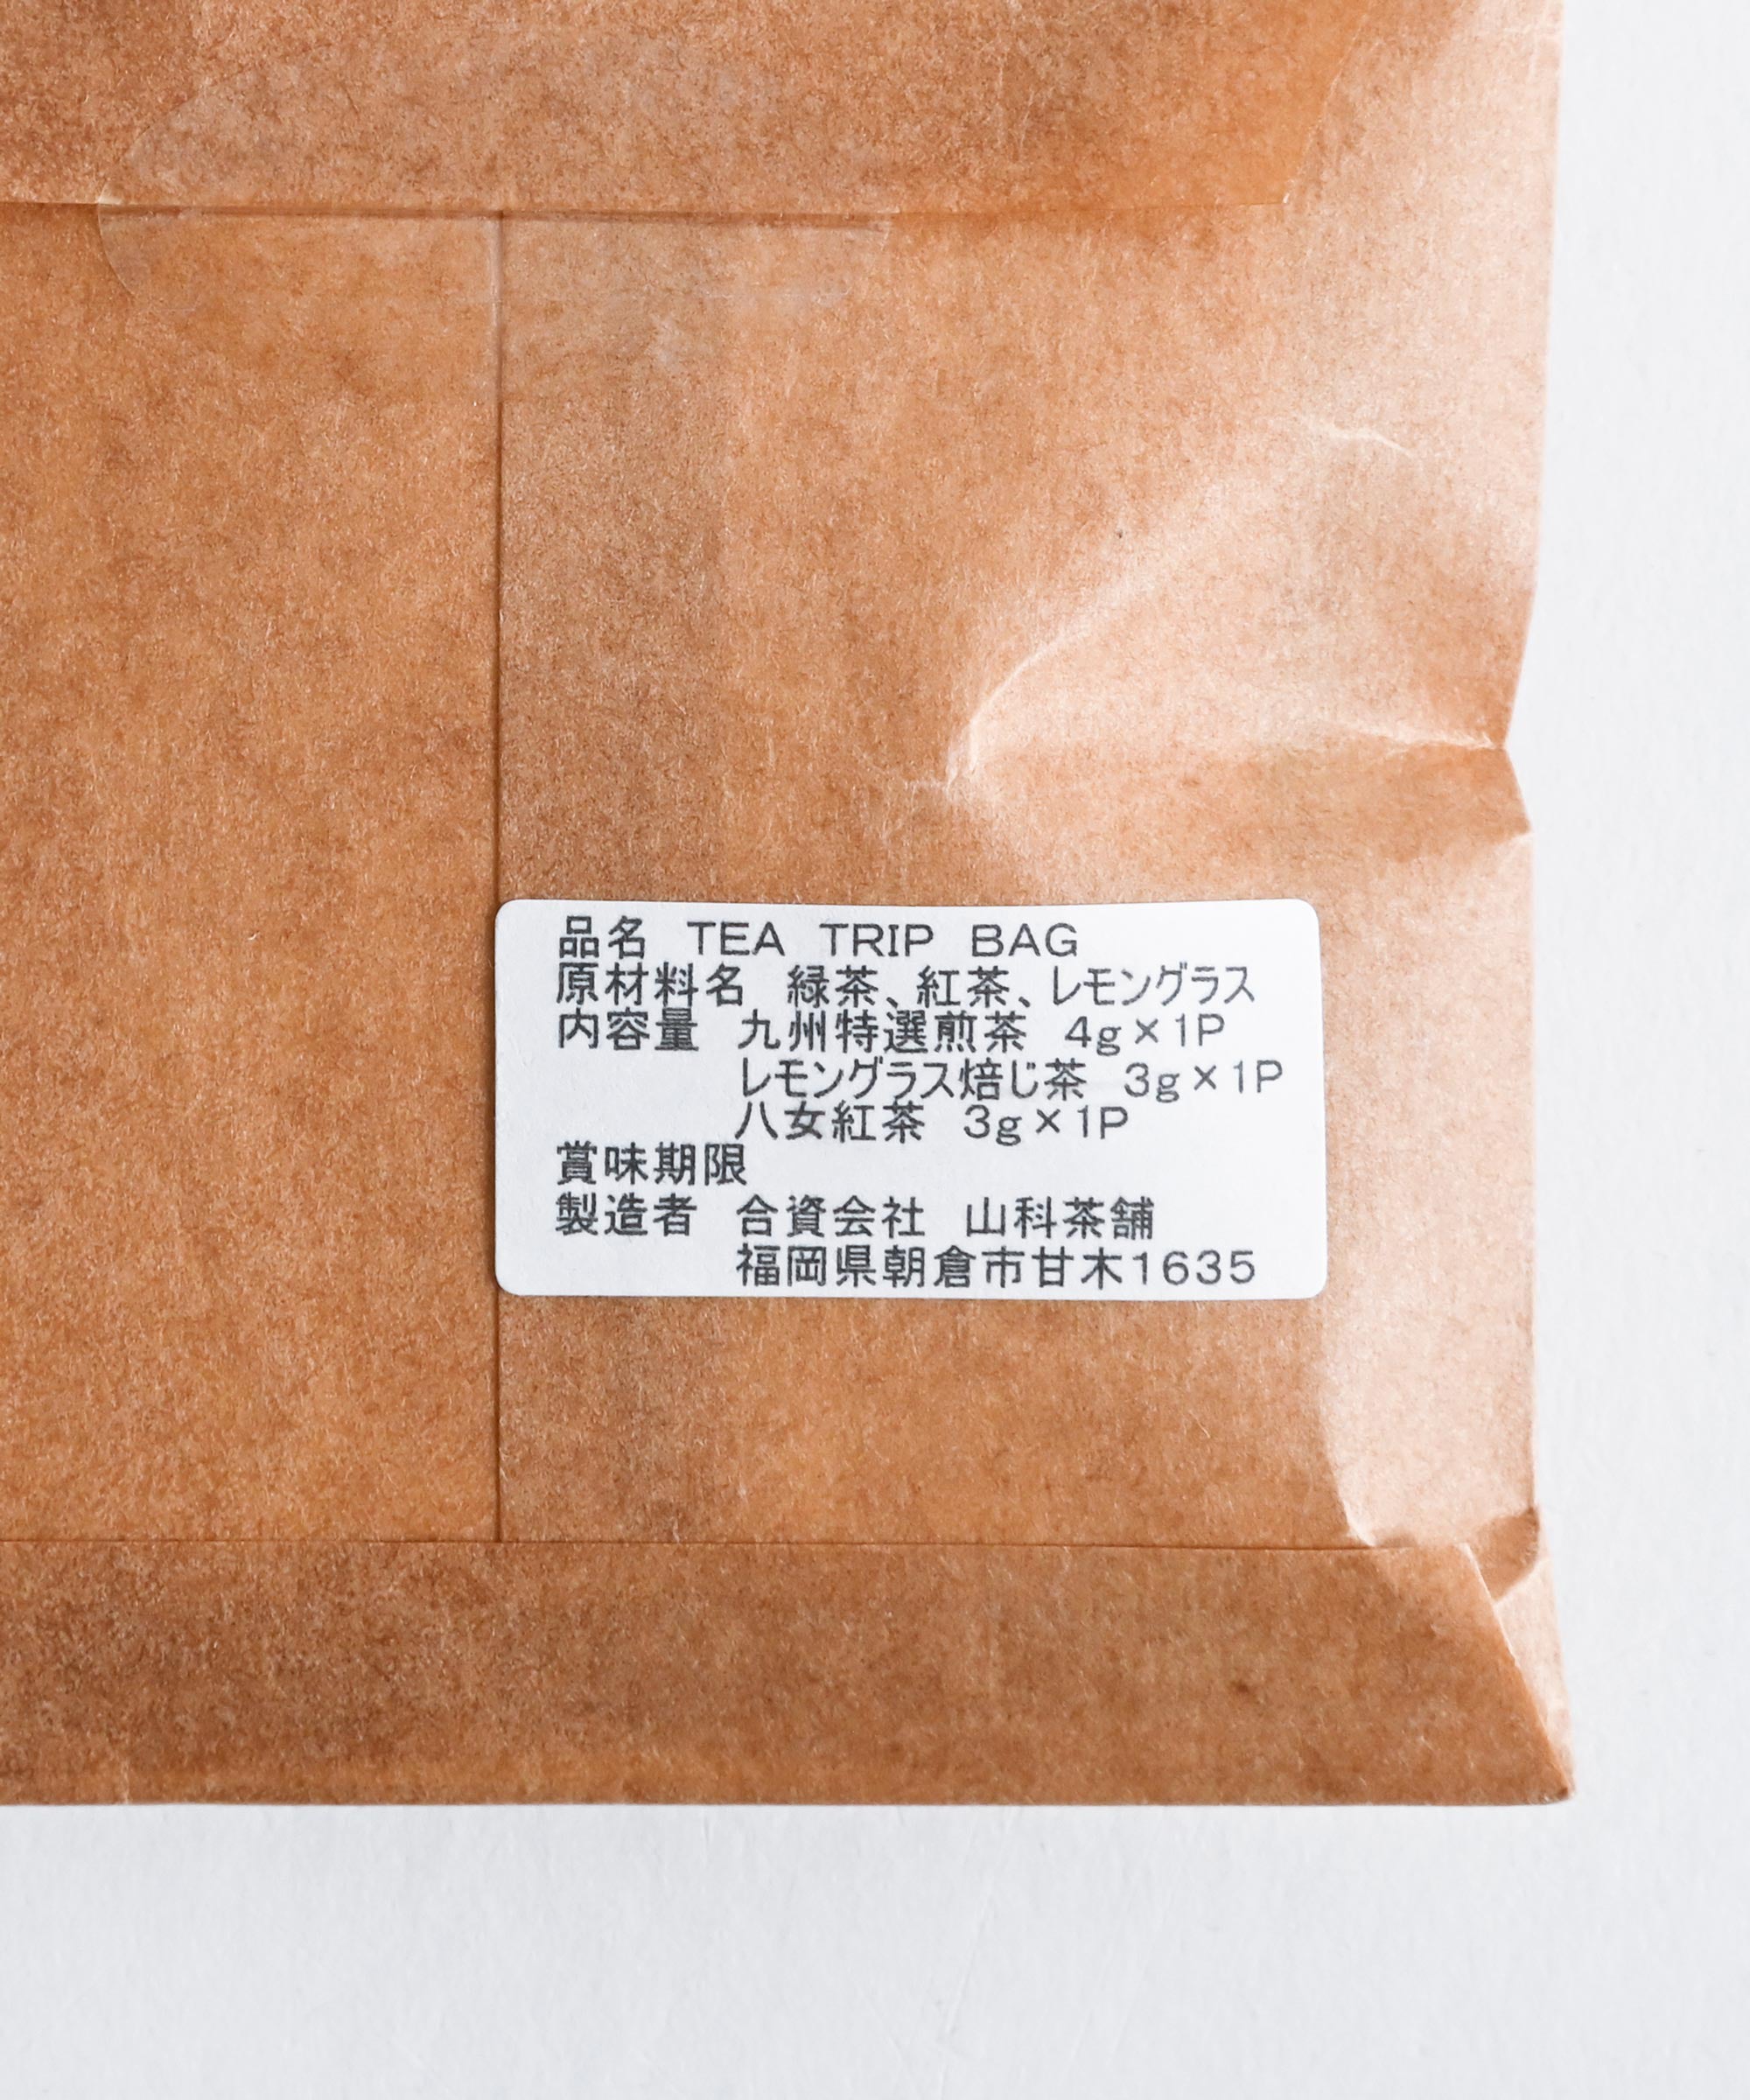 品名 TEA TRIP BAG
原材料名 緑茶、紅茶、レモングラス
内容量 九州特選煎茶 4g×1P
レモングラス焙じ茶 3g×1P
八女紅茶 3g×1P
賞味期限
製造者 合資会社 山科茶舗
福岡県朝倉市甘木1635